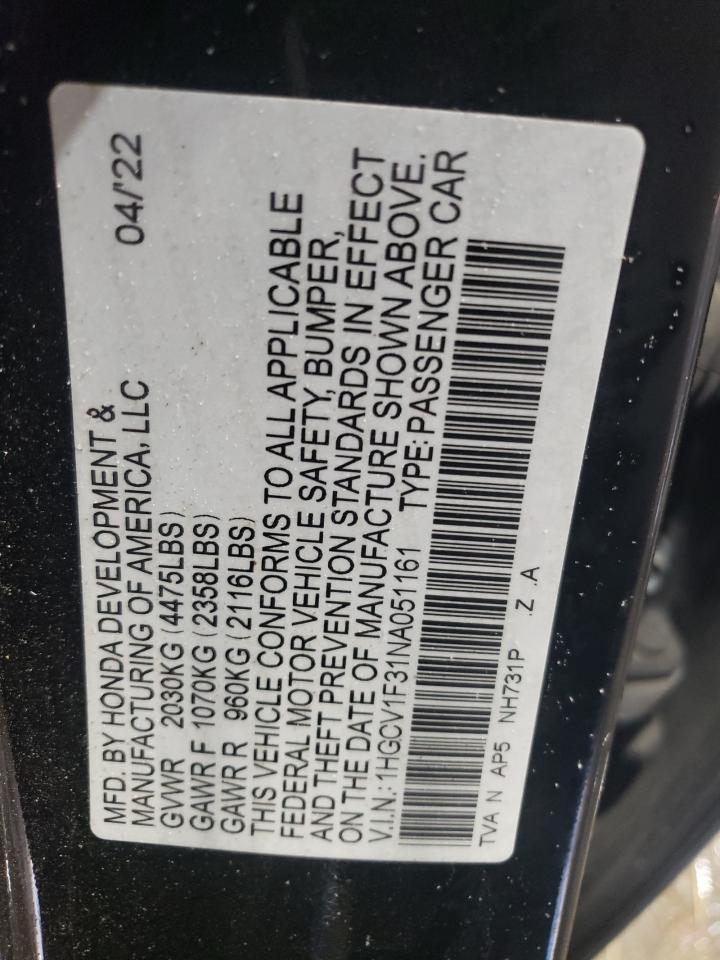 MFD. BY HONDA DEVELOPMENT &
MANUFACTURING OF AMERICA, LLC 04/'22
GVWR 2030KG (4475LBS)
GAWR F 1070KG (2358LBS)
GAWR R 960KG (2116LBS)
THIS VEHICLE CONFORMS TO ALL APPLICABLE
FEDERAL MOTOR VEHICLE SAFETY, BUMPER,
AND THEFT PREVENTION STANDARDS IN EFFECT
ON THE DATE OF MANUFACTURE SHOWN ABOVE.
V.I.N.: 1HGCV1F31NA051161 TYPE: PASSENGER CAR
TVA N AP5 NH731P .Z .A